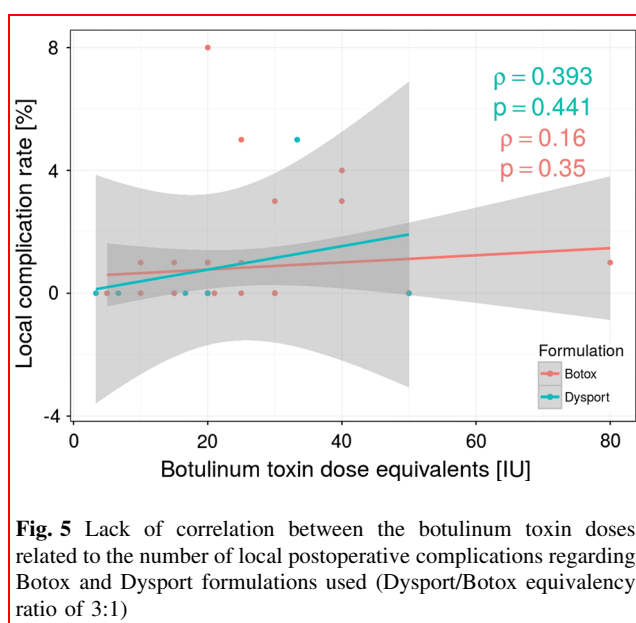 8
4
0
-4
Local complication rate [%]
ρ = 0.393
p = 0.441
ρ = 0.16
p = 0.35
Formulation
Botox
Dysport
0 20 40 60 80
Botulinum toxin dose equivalents [IU]
Fig. 5 Lack of correlation between the botulinum toxin doses
related to the number of local postoperative complications regarding
Botox and Dysport formulations used (Dysport/Botox equivalency
ratio of 3:1)